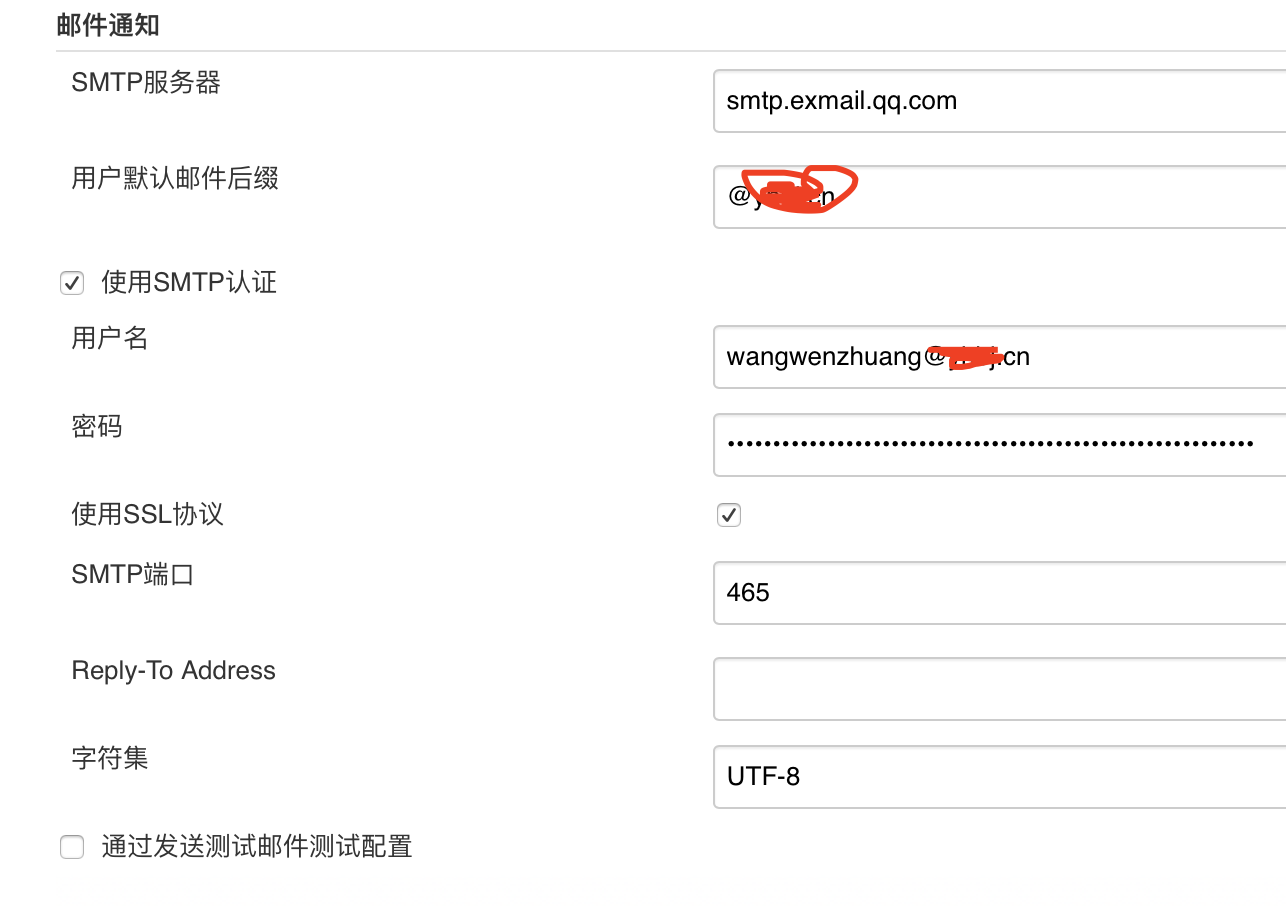 邮件通知
SMTP服务器
smtp.exmail.qq.com
用户默认邮件后缀
使用SMTP认证
用户名
wangwenzhuang@ .cn
密码
使用SSL协议
SMTP端口
465
Reply-To Address
字符集
UTF-8
通过发送测试邮件测试配置